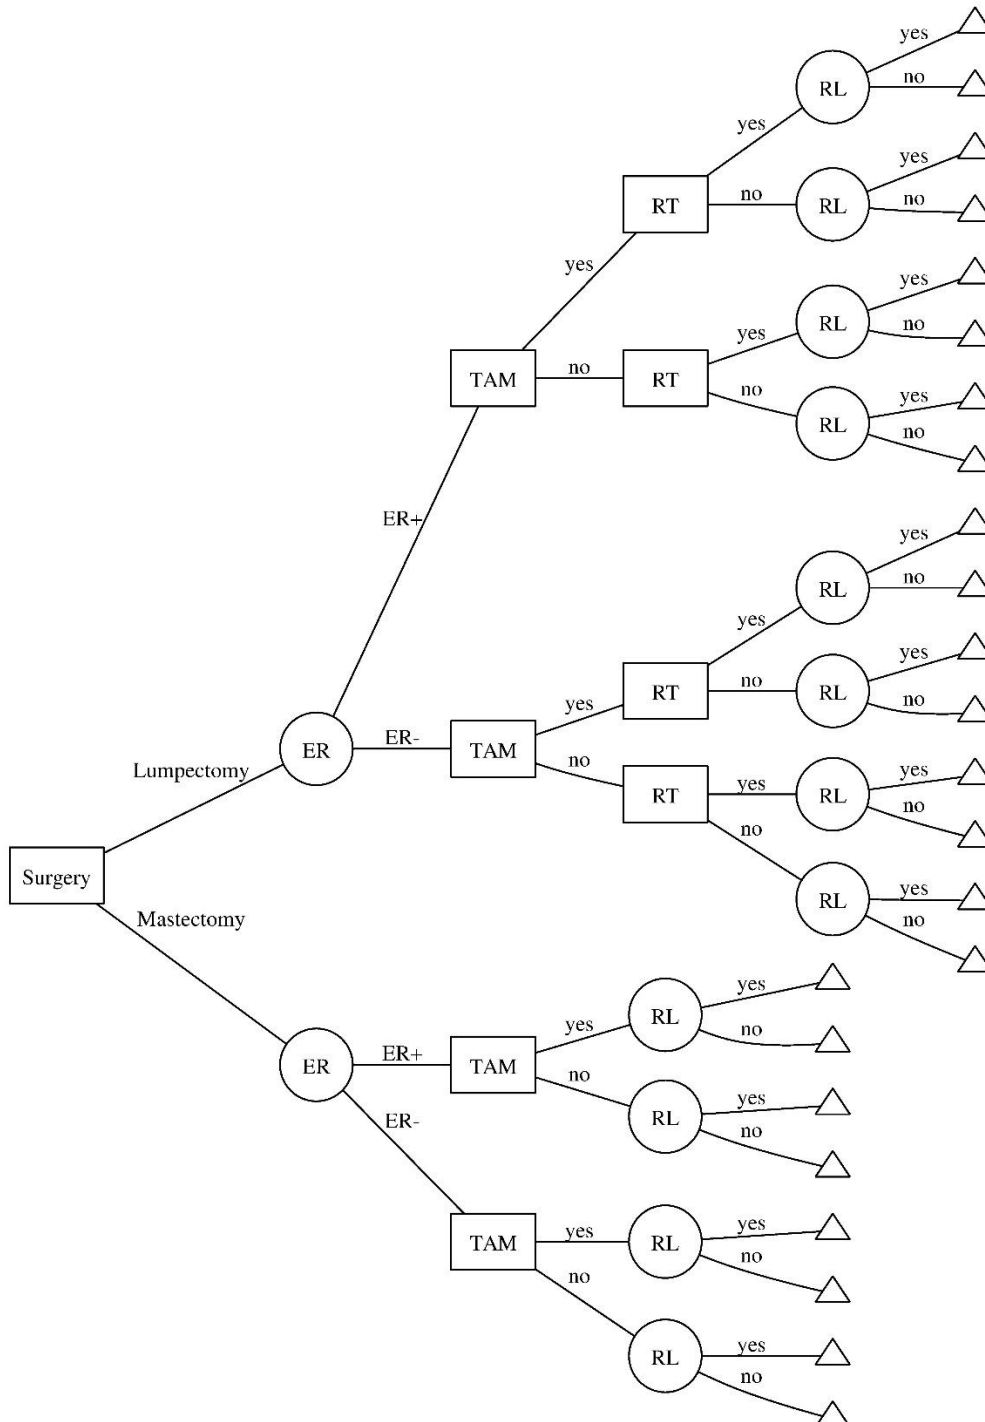 yes
no
RL
yes
yes
no
RT
no
RL
yes
yes
no
yes
RL
no
TAM
no
RT
no
yes
RL
no
ER+
yes
no
RL
yes
yes
RT
no
RL
no
yes
ER
ER-
TAM
no
yes
Lumpectomy
RT
yes
RL
no
no
Surgery
yes
RL
no
Mastectomy
yes
yes
RL
no
ER
ER+
TAM
no
yes
RL
no
ER-
yes
TAM
yes
RL
no
no
yes
RL
no